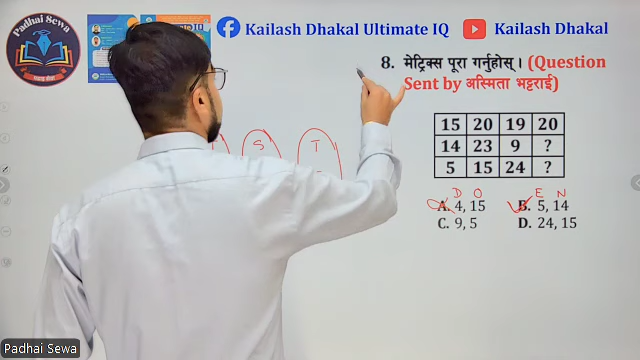 Padhai Sewa
Kailash Dhakal Ultimate IQ Kailash Dhakal
8. मेट्रिक्स पूरा गर्नुहोस् । (Question
Sent by अस्मिता भट्टराई)
15 20 19 20
14 23 9 ?
5 15 24 ?
D O E N
A. 4, 15 B. 5, 14
C. 9, 5 D. 24, 15
S T
Padhai Sewa